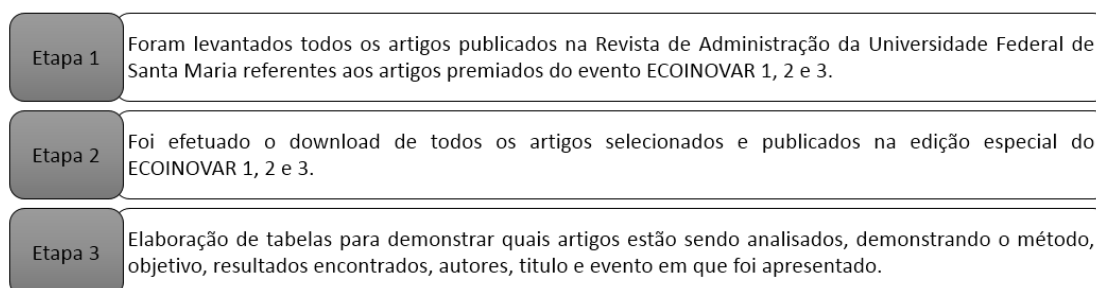 Etapa 1
Foram levantados todos os artigos publicados na Revista de Administração da Universidade Federal de
Santa Maria referentes aos artigos premiados do evento ECOINOVAR 1, 2 e 3.
Etapa 2
Foi efetuado o download de todos os artigos selecionados e publicados na edição especial do
ECOINOVAR 1, 2 e 3.
Etapa 3
Elaboração de tabelas para demonstrar quais artigos estão sendo analisados, demonstrando o método,
objetivo, resultados encontrados, autores, titulo e evento em que foi apresentado.